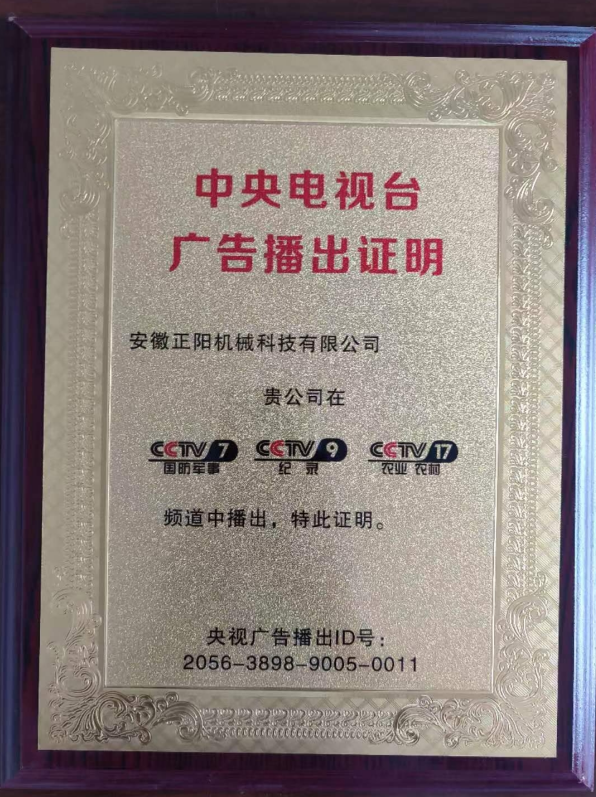 中央电视台
广告播出证明
安徽正阳机械科技有限公司
贵公司在
CCTV 7 CCTV 9 CCTV 17
国防军事 纪 录 农业 农村
频道中播出，特此证明。
央视广告播出ID号：
2056-3898-9005-0011